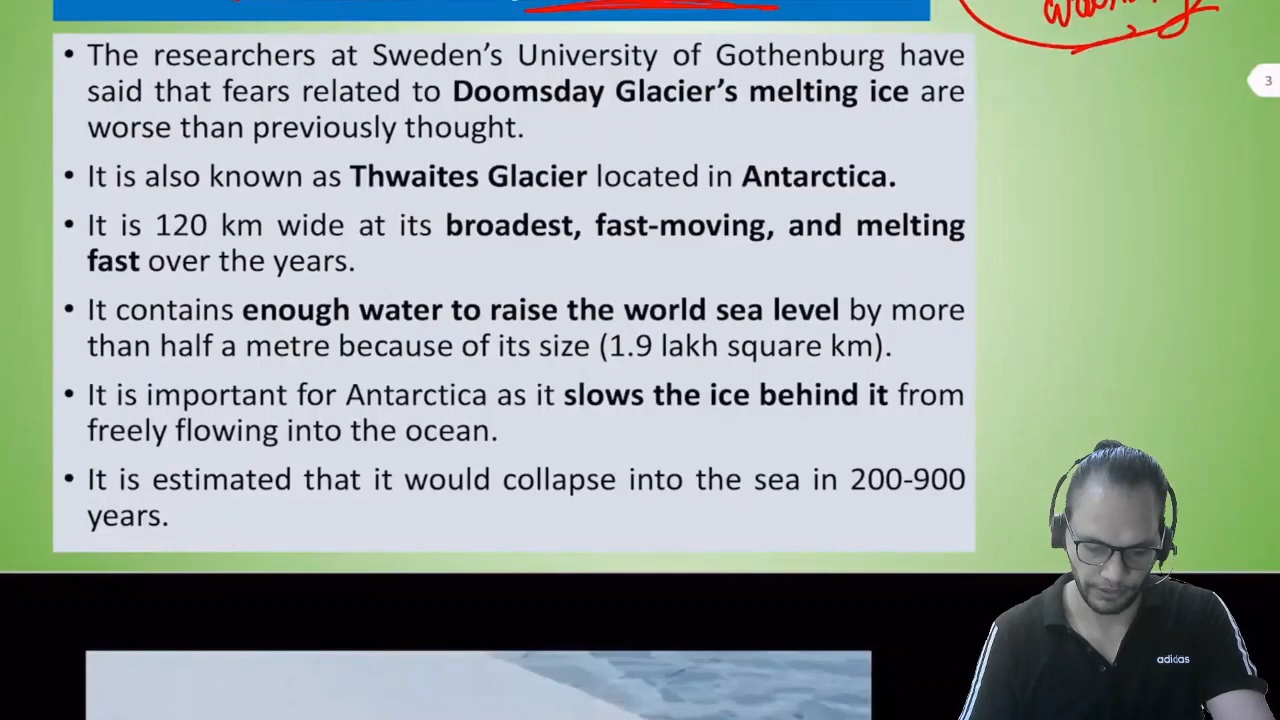 • The researchers at Sweden’s University of Gothenburg have
said that fears related to Doomsday Glacier’s melting ice are
worse than previously thought.
• It is also known as Thwaites Glacier located in Antarctica.
• It is 120 km wide at its broadest, fast-moving, and melting
fast over the years.
• It contains enough water to raise the world sea level by more
than half a metre because of its size (1.9 lakh square km).
• It is important for Antarctica as it slows the ice behind it from
freely flowing into the ocean.
• It is estimated that it would collapse into the sea in 200-900
years.
3
adidas